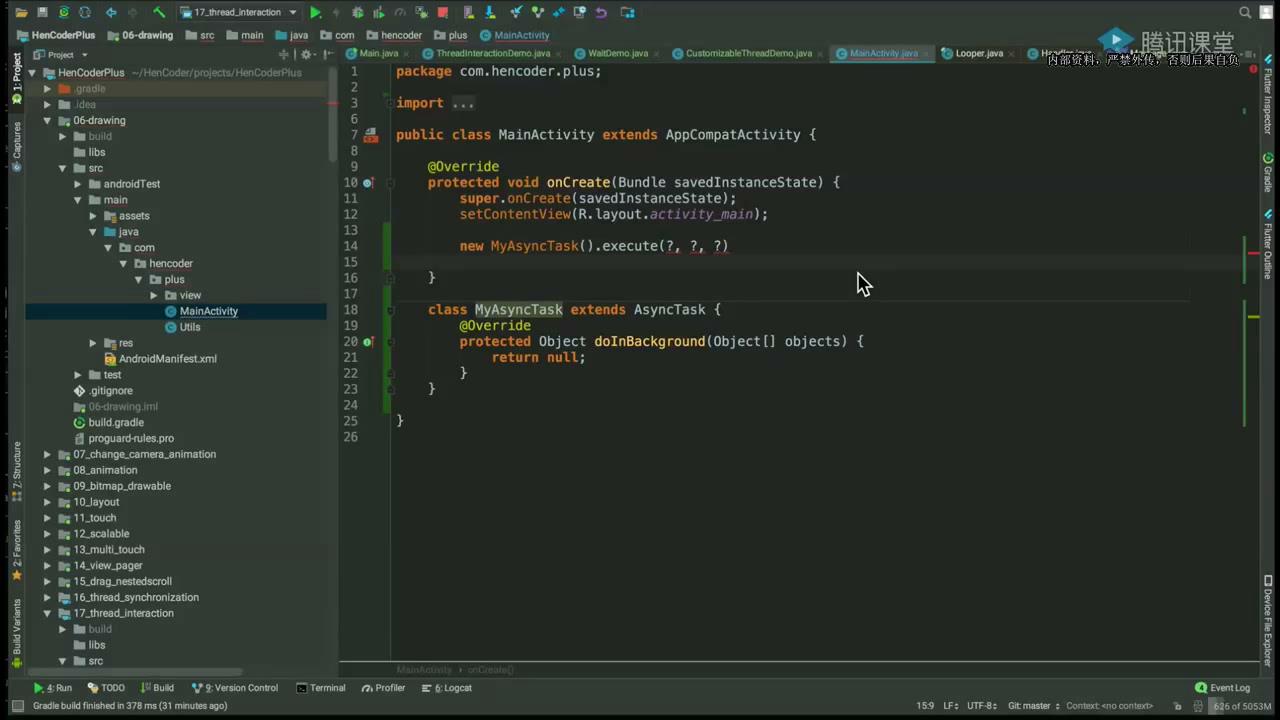 17_thread_interaction
HenCoderPlus 06-drawing src main java com hencoder plus MainActivity
腾讯课堂
内部资料，严禁外传，否则后果自负
Project
Main.java ThreadInteractionDemo.java WaitDemo.java CustomizableThreadDemo.java MainActivity.java Looper.java
HenCoderPlus ~/HenCoder/projects/HenCoderPlus
.gradle
.idea
06-drawing
build
libs
src
androidTest
main
assets
java
com
hencoder
plus
view
MainActivity
Utils
res
AndroidManifest.xml
test
.gitignore
06-drawing.iml
build.gradle
proguard-rules.pro
07_change_camera_animation
08_animation
09_bitmap_drawable
10_layout
11_touch
12_scalable
13_multi_touch
14_view_pager
15_drag_nestedscroll
16_thread_synchronization
17_thread_interaction
build
libs
src
1 package com.hencoder.plus;
2
3 import ...
7 public class MainActivity extends AppCompatActivity {
8
9 @Override
10 protected void onCreate(Bundle savedInstanceState) {
11 super.onCreate(savedInstanceState);
12 setContentView(R.layout.activity_main);
13
14 new MyAsyncTask().execute(?, ?, ?)
15
16 }
17
18 class MyAsyncTask extends AsyncTask {
19 @Override
20 protected Object doInBackground(Object[] objects) {
21 return null;
22 }
23 }
24
25 }
26
MainActivity › onCreate()
1: Project
Captures
7: Structure
2: Favorites
Build Variants
Flutter Inspector
Gradle
Flutter Outline
Device File Explorer
4: Run TODO Build 9: Version Control Terminal Profiler 6: Logcat 4 Event Log
Gradle build finished in 378 ms (31 minutes ago) 15:9 LF UTF-8 Git: master Context: <no context> 626 of 5053M